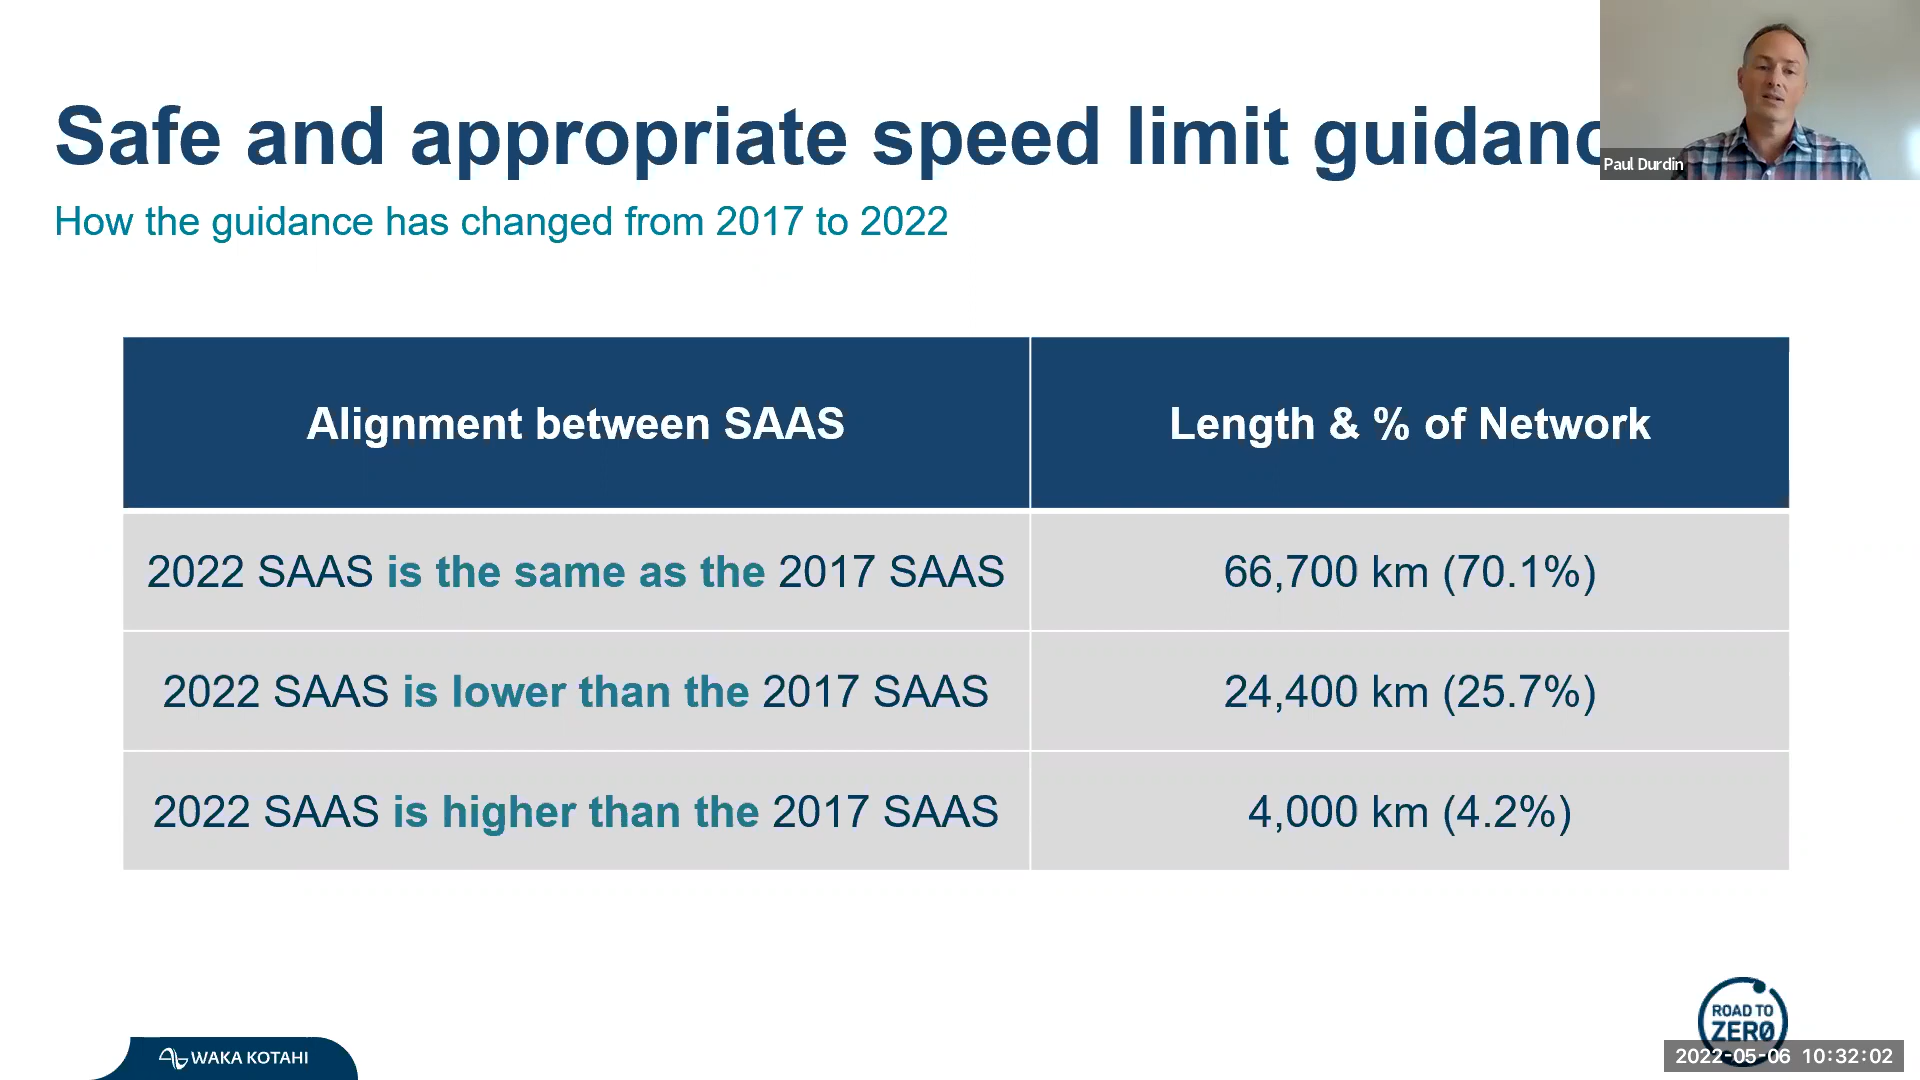 Safe and appropriate speed limit guidanc
Paul Durdin
How the guidance has changed from 2017 to 2022
Alignment between SAAS
Length & % of Network
2022 SAAS is the same as the 2017 SAAS
66,700 km (70.1%)
2022 SAAS is lower than the 2017 SAAS
24,400 km (25.7%)
2022 SAAS is higher than the 2017 SAAS
4,000 km (4.2%)
WAKA KOTAHI
ROAD TO
ZERO
2022-05-06 10:32:02